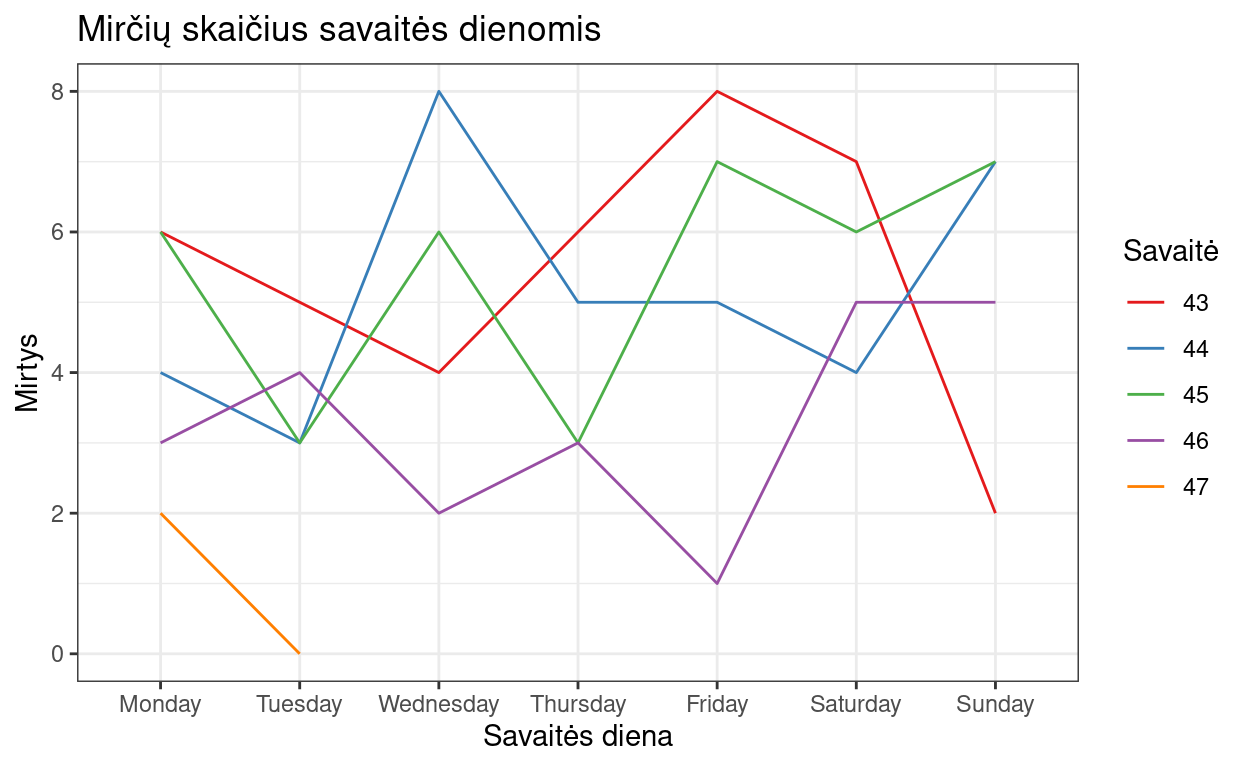 Mirčių skaičius savaitės dienomis
8
6
4
2
0
Mirtys
Monday Tuesday Wednesday Thursday Friday Saturday Sunday
Savaitės diena
Savaitė
43
44
45
46
47